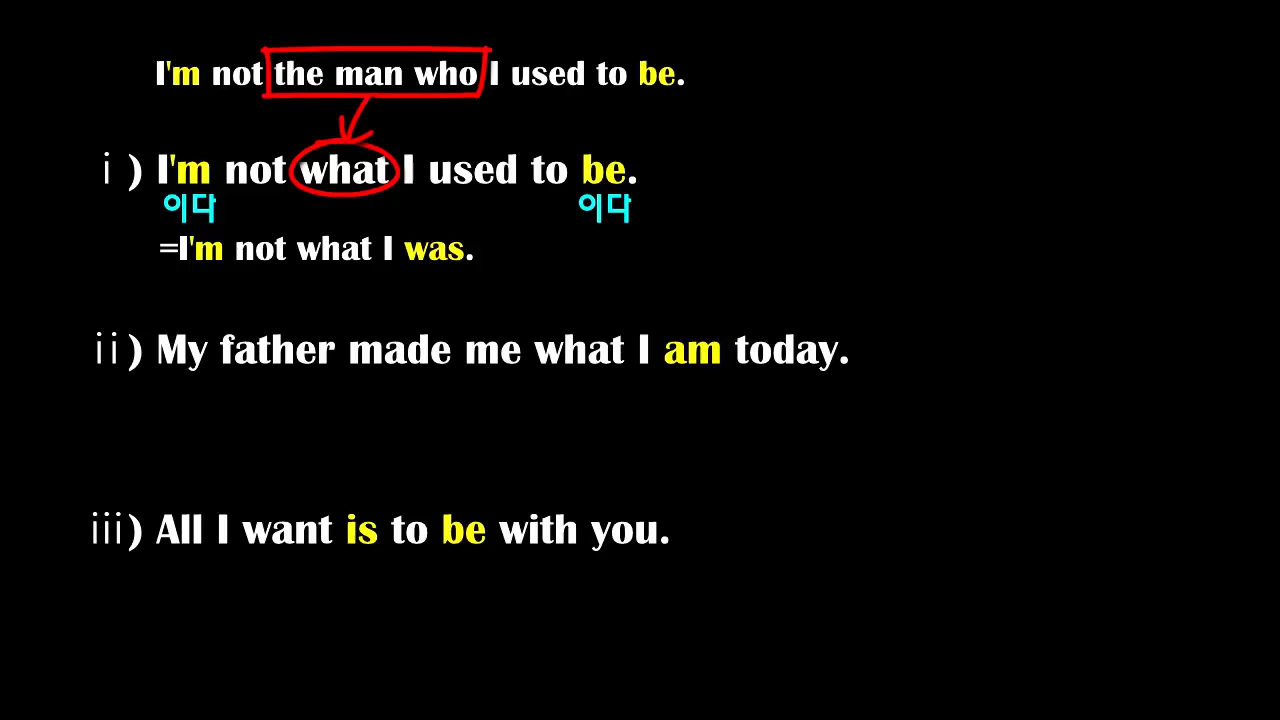 I'm not the man who I used to be.
ⅰ) I'm not what I used to be.
이다 이다
=I'm not what I was.
ⅱ) My father made me what I am today.
ⅲ) All I want is to be with you.